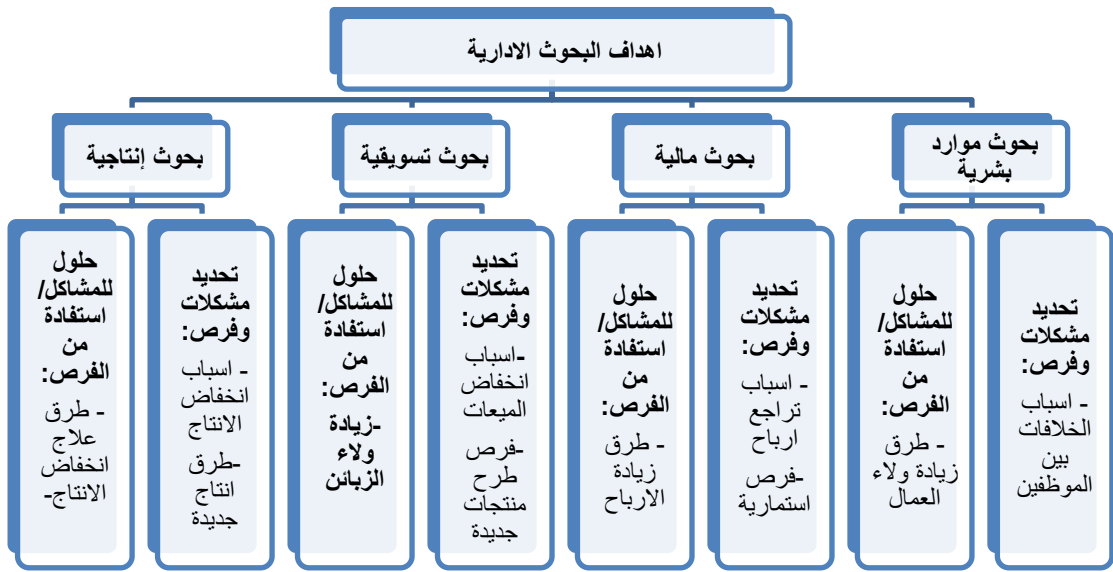 اهداف البحوث الادارية
بحوث موارد
بشرية
بحوث مالية
بحوث تسويقية
بحوث إنتاجية
تحديد
مشكلات
وفرص:
- اسباب
الخلافات
بين
الموظفين
حلول
للمشاكل/
استفادة
من
الفرص:
- طرق
زيادة ولاء
العمال
تحديد
مشكلات
وفرص:
- اسباب
تراجع
ارباح
-فرص
استمارية
حلول
للمشاكل/
استفادة
من
الفرص:
- طرق
زيادة
الارباح
تحديد
مشكلات
وفرص:
-اسباب
انخفاض
الميعات
-فرص
طرح
منتجات
جديدة
حلول
للمشاكل/
استفادة
من
الفرص:
-زيادة
ولاء
الزبائن
تحديد
مشكلات
وفرص:
- اسباب
انخفاض
الانتاج
-طرق
انتاج
جديدة
حلول
للمشاكل/
استفادة
من
الفرص:
- طرق
علاج
انخفاض
الانتاج-